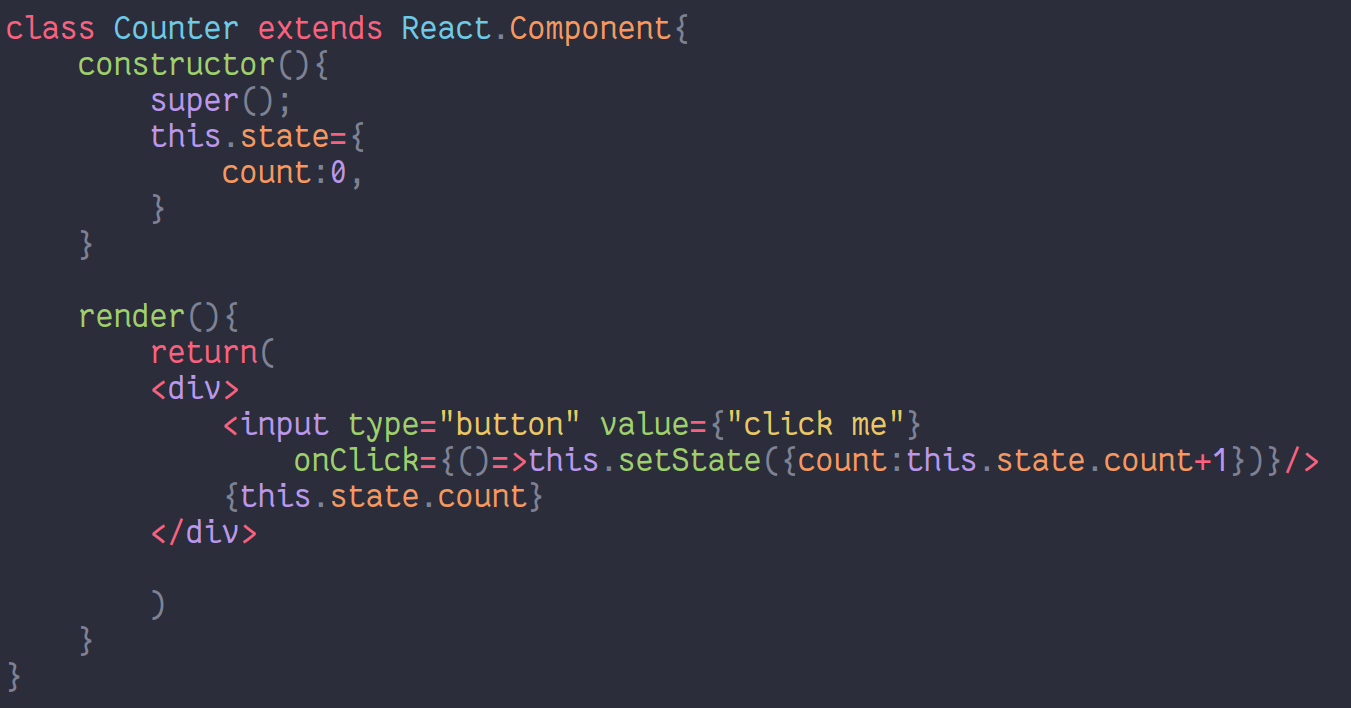 class Counter extends React.Component{
    constructor(){
        super();
        this.state={
            count:0,
        }
    }

    render(){
        return(
        <div>
            <input type="button" value={"click me"}
                onClick={()=>this.setState({count:this.state.count+1})}/>
            {this.state.count}
        </div>

        )
    }
}